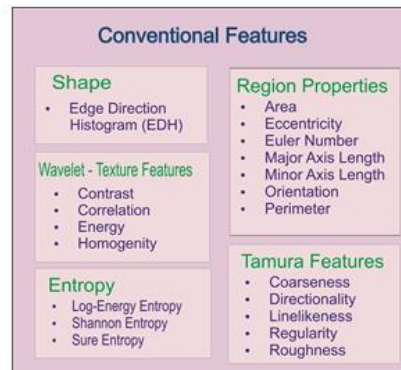 Conventional Features
Shape
• Edge Direction
Histogram (EDH)
Wavelet - Texture Features
• Contrast
• Correlation
• Energy
• Homogenity
Entropy
• Log-Energy Entropy
• Shannon Entropy
• Sure Entropy
Region Properties
• Area
• Eccentricity
• Euler Number
• Major Axis Length
• Minor Axis Length
• Orientation
• Perimeter
Tamura Features
• Coarseness
• Directionality
• Linelikeness
• Regularity
• Roughness